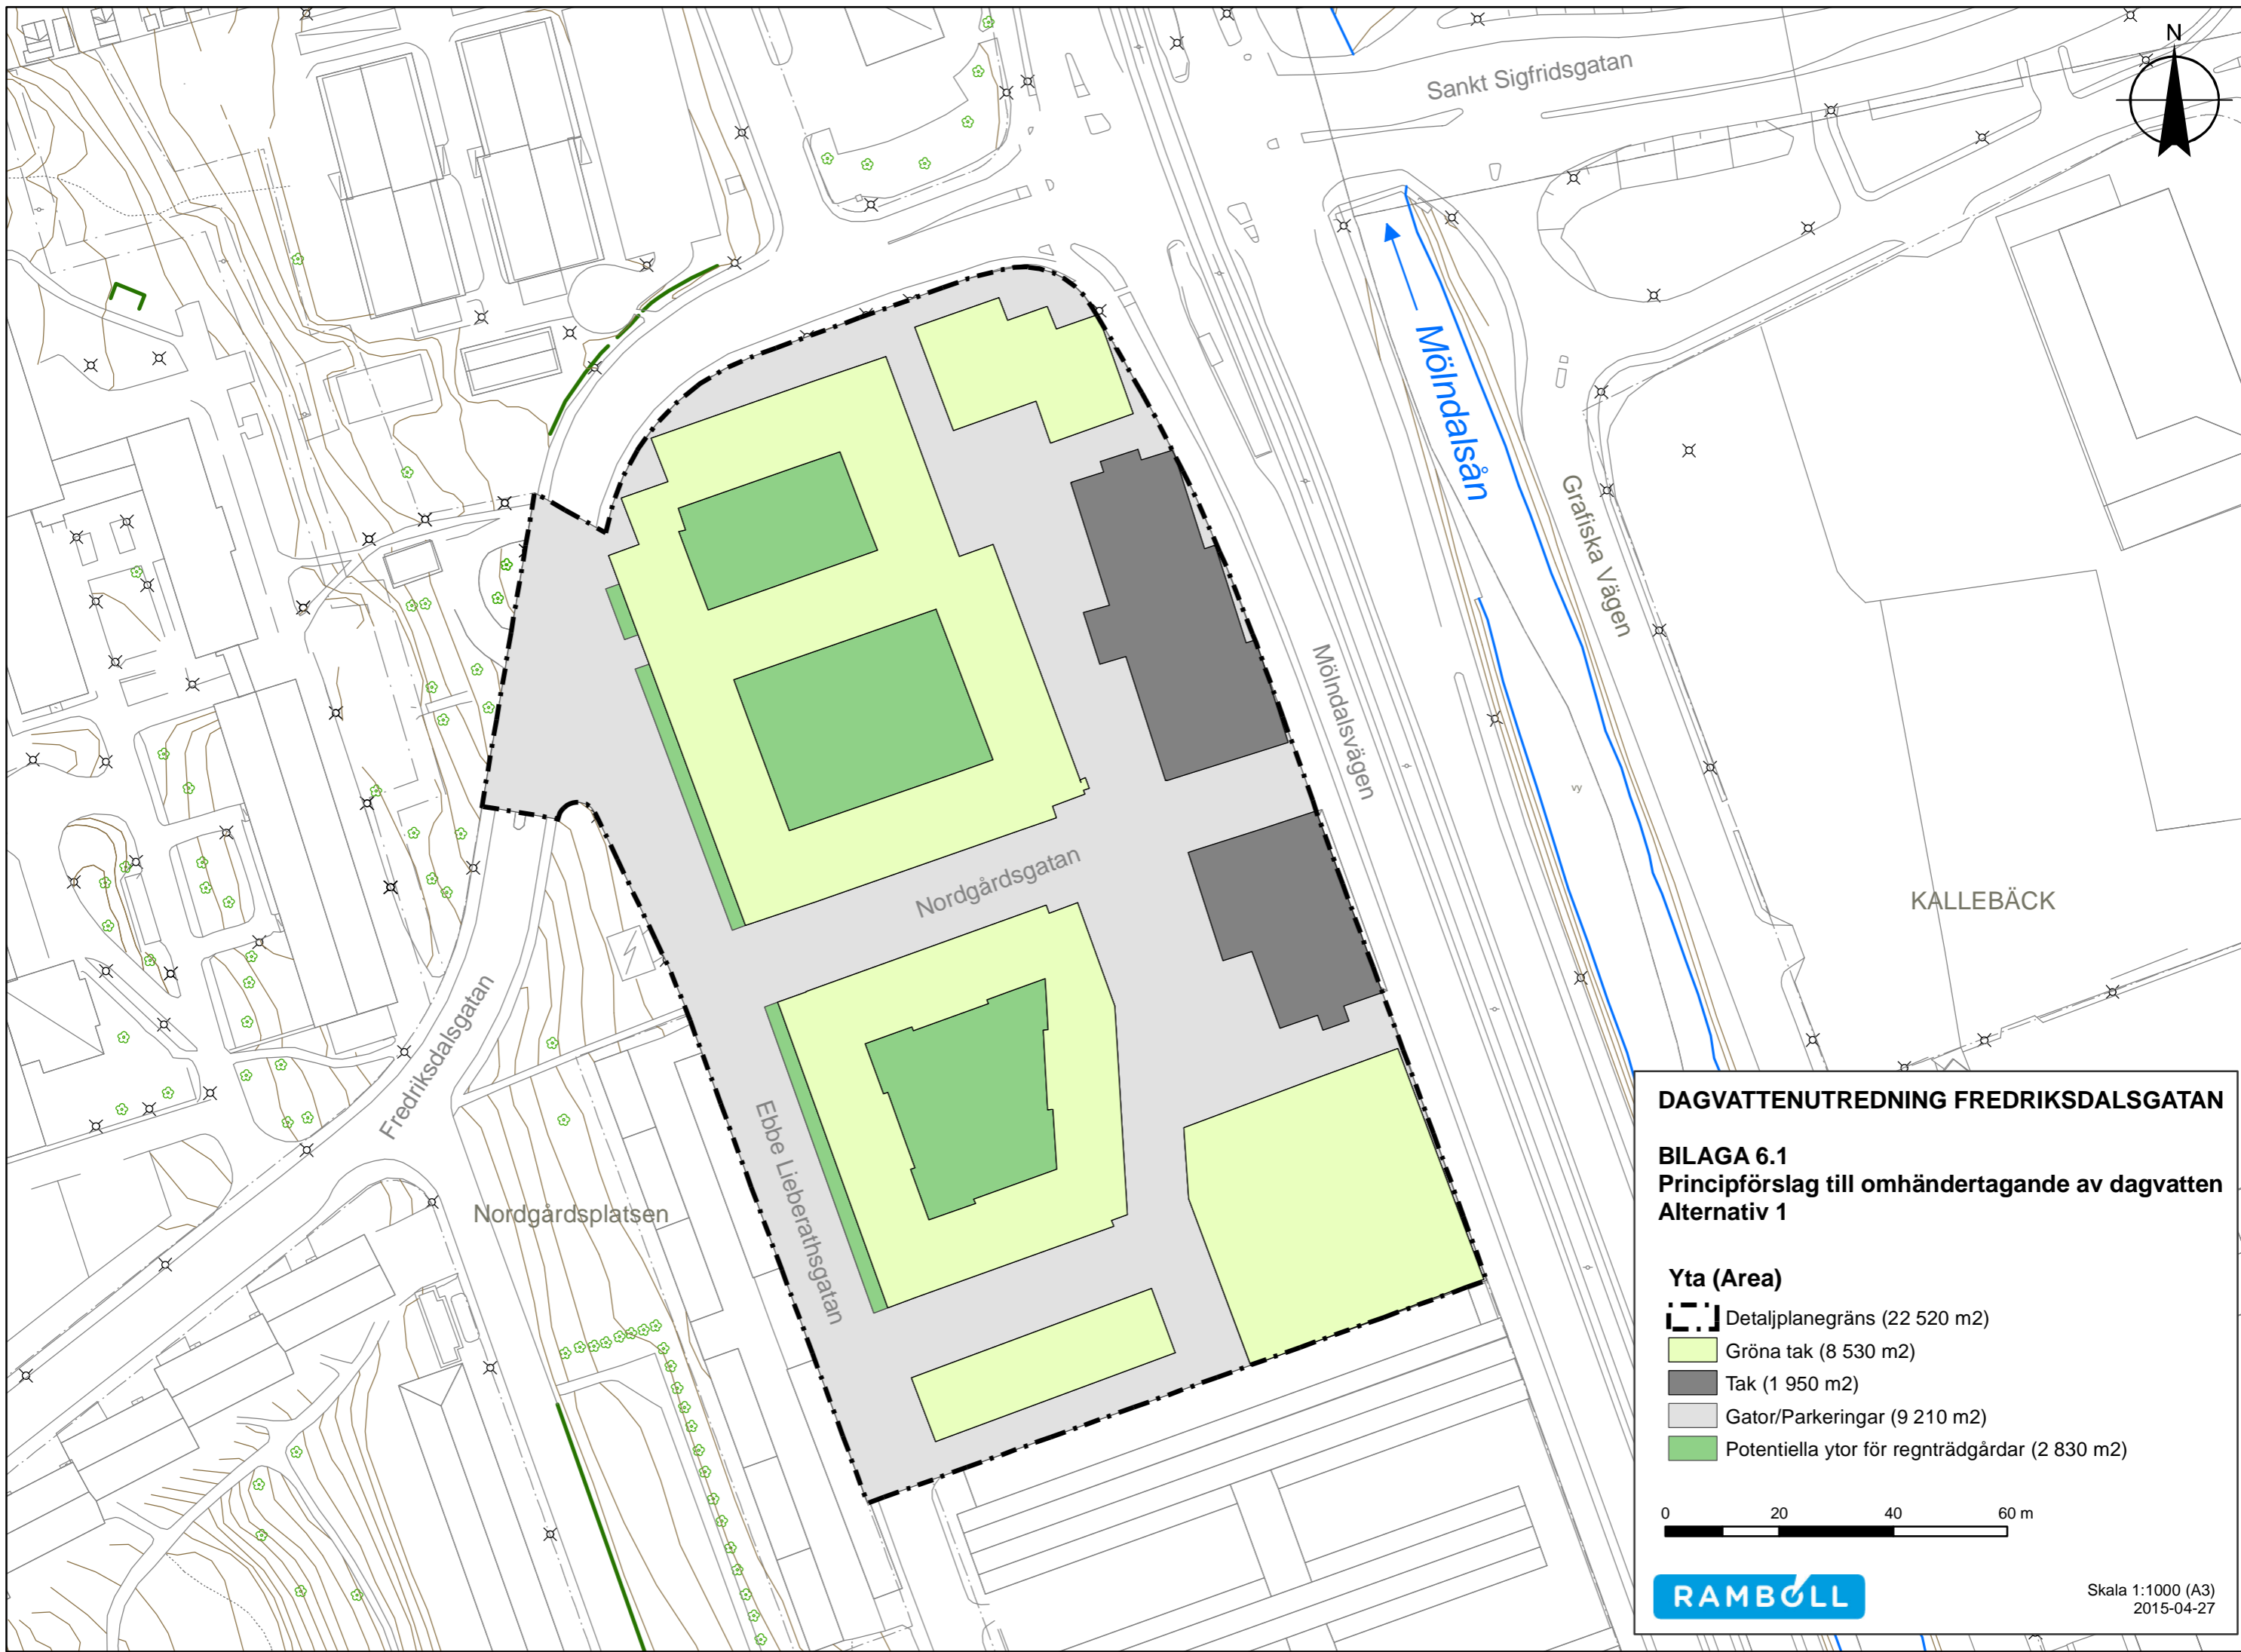 N
Sankt Sigfridsgatan
Mölndalsån
Grafiska Vägen
Mölndalsvägen
vy
Nordgårdsgatan
KALLEBÄCK
Fredriksdalsgatan
Ebbe Lieberathsgatan
Nordgårdsplatsen
DAGVATTENUTREDNING FREDRIKSDALSGATAN
BILAGA 6.1
Principförslag till omhändertagande av dagvatten
Alternativ 1
Yta (Area)
Detaljplanegräns (22 520 m2)
Gröna tak (8 530 m2)
Tak (1 950 m2)
Gator/Parkeringar (9 210 m2)
Potentiella ytor för regnträdgårdar (2 830 m2)
0 20 40 60 m
RAMBOLL
Skala 1:1000 (A3)
2015-04-27